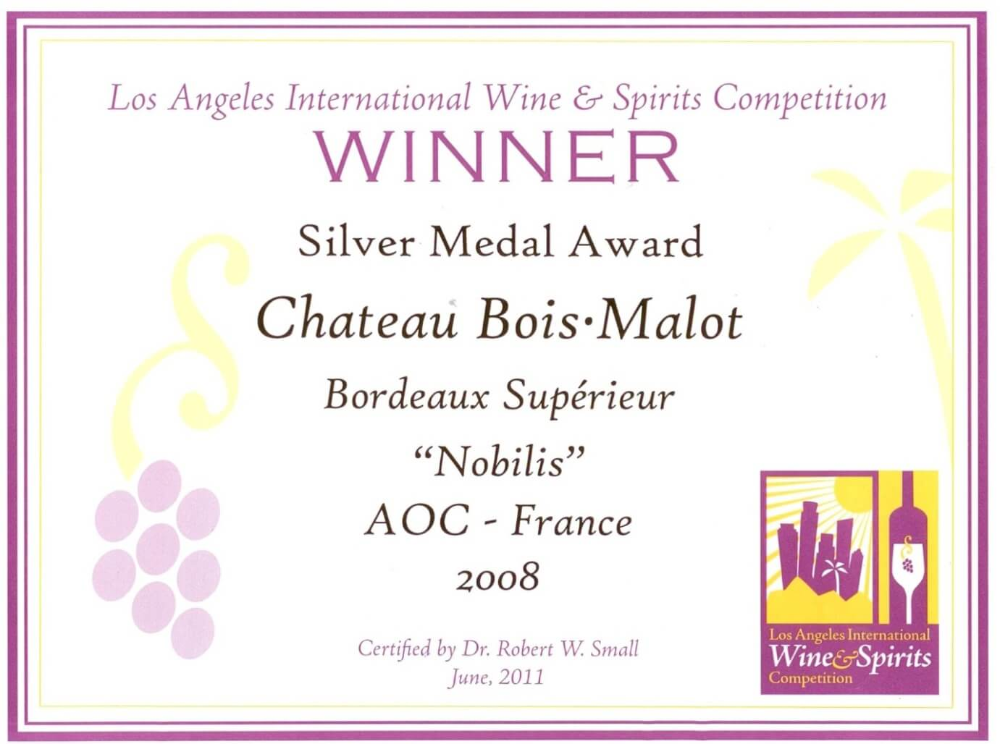 Los Angeles International Wine & Spirits Competition
WINNER
Silver Medal Award
Chateau Bois·Malot
Bordeaux Supérieur
“Nobilis”
AOC - France
2008
Certified by Dr. Robert W. Small
June, 2011
Los Angeles International
Wine&Spirits
Competition